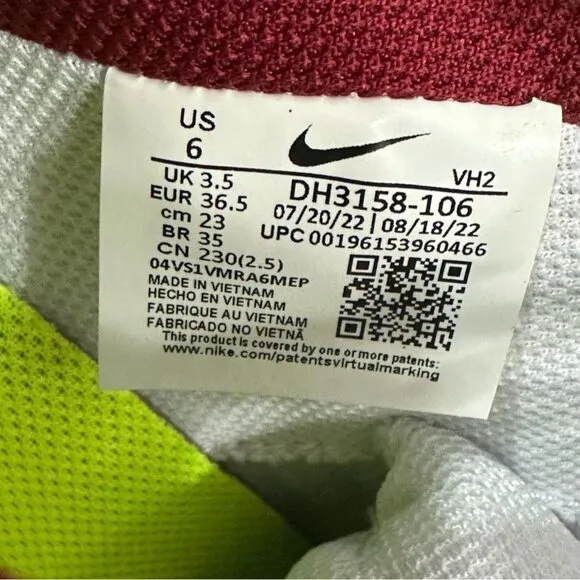 US
6
VH2
UK 3.5
EUR 36.5
cm 23
BR 35
CN 230(2.5)
DH3158-106
07/20/22 | 08/18/22
UPC 00196153960466
04VS1VMRA6MEP
MADE IN VIETNAM
HECHO EN VIETNAM
FABRIQUE AU VIETNAM
FABRICADO NO VIETNÃ
This product is covered by one or more patents:
www.nike.com/patentsvirtualmarking